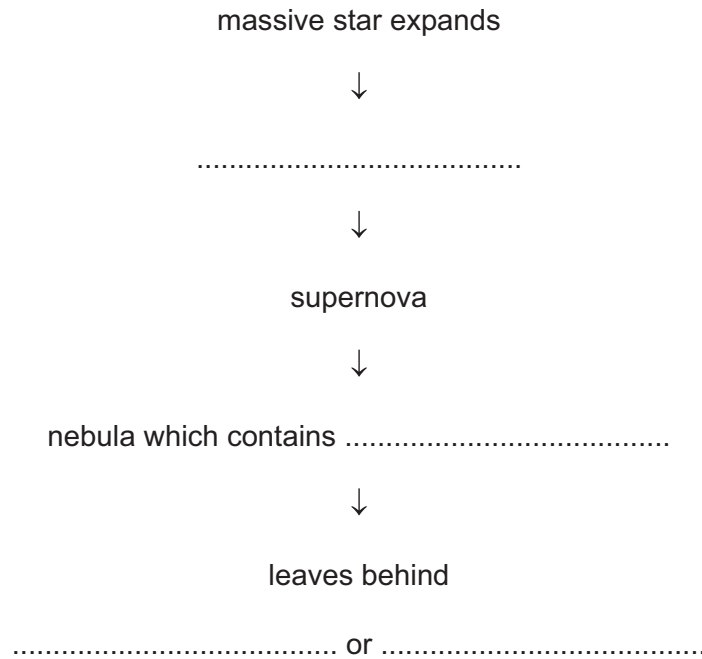 massive star expands
↓
.......................................
↓
supernova
↓
nebula which contains .......................................
↓
leaves behind
....................................... or .......................................